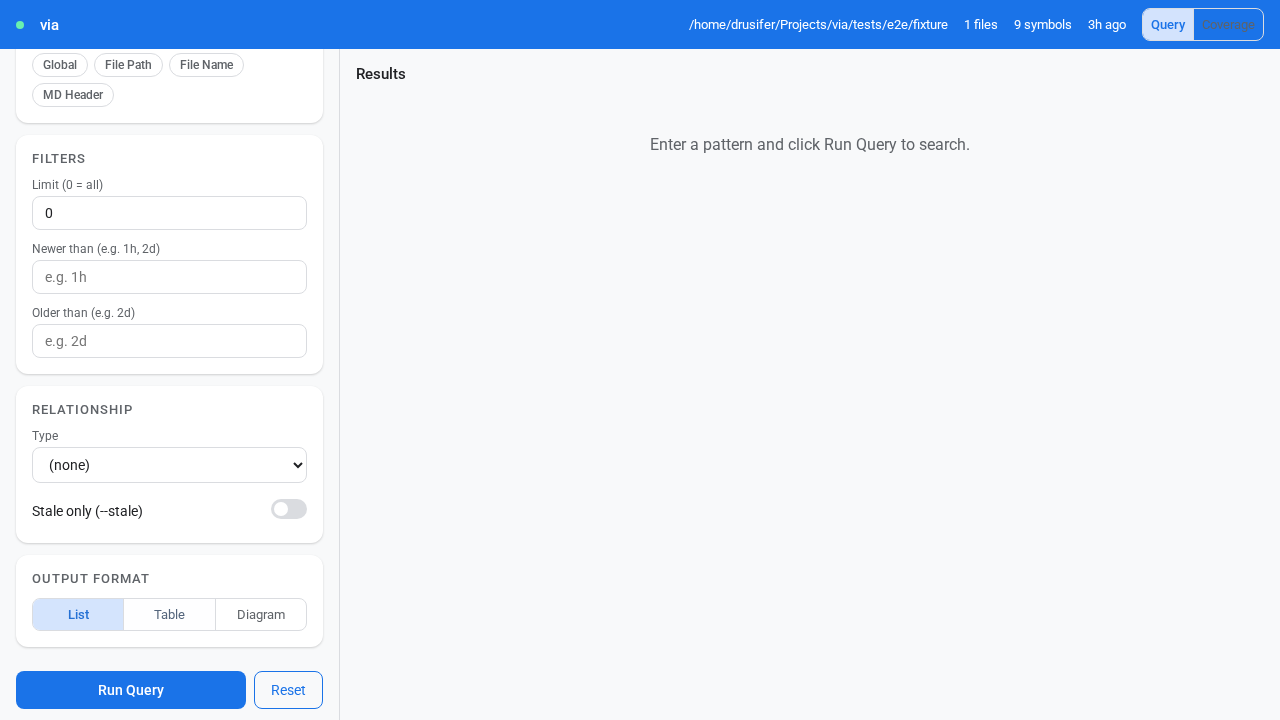 via
/home/drusifer/Projects/via/tests/e2e/fixture 1 files 9 symbols 3h ago Query Coverage
Global File Path File Name
MD Header
FILTERS
Limit (0 = all)
0
Newer than (e.g. 1h, 2d)
e.g. 1h
Older than (e.g. 2d)
e.g. 2d
RELATIONSHIP
Type
(none)
Stale only (--stale)
OUTPUT FORMAT
List Table Diagram
Run Query Reset
Results
Enter a pattern and click Run Query to search.